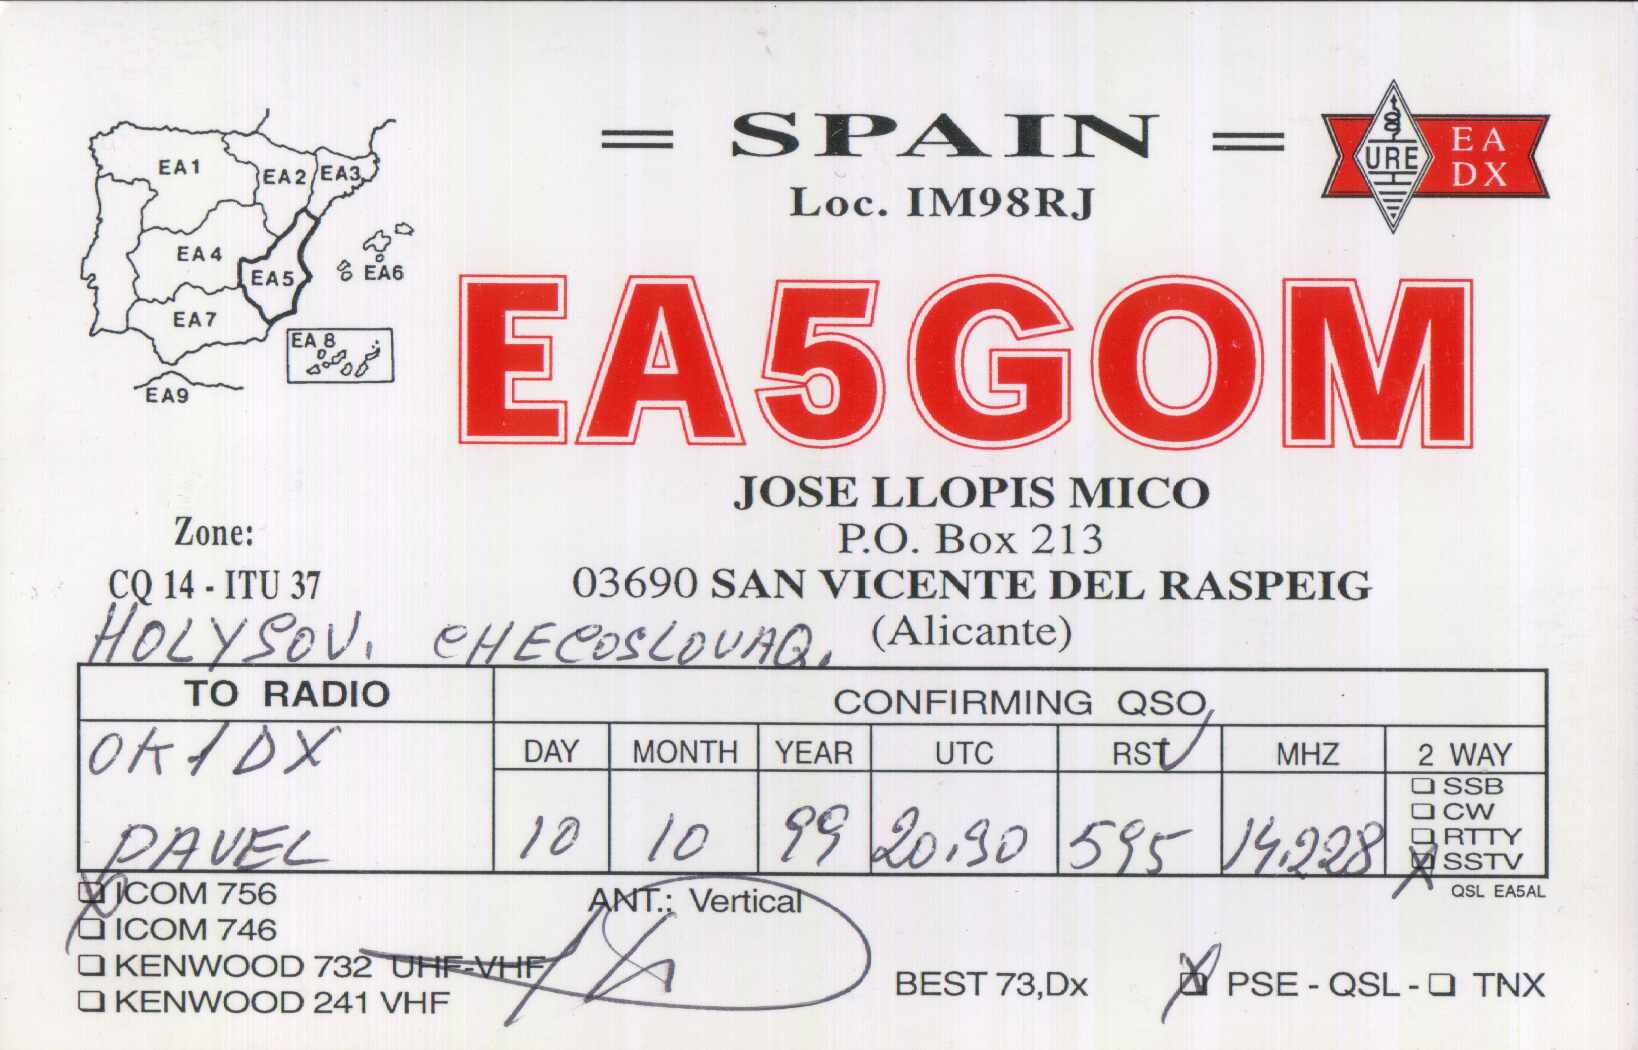 = SPAIN =
Loc. IM98RJ
URE
EA
DX
EA1
EA2
EA3
EA4
EA5
EA6
EA7
EA 8
EA9
EA5GOM
JOSE LLOPIS MICO
P.O. Box 213
03690 SAN VICENTE DEL RASPEIG
(Alicante)
Zone:
CQ 14 - ITU 37
HOLYSOV. CHECOSLOVAQ.
TO RADIO
CONFIRMING QSO
OK1DX
PAVEL
DAY MONTH YEAR UTC RST MHZ 2 WAY
10 10 99 20.30 595 14.228
SSB
CW
RTTY
SSTV
QSL EA5AL
ICOM 756
ICOM 746
KENWOOD 732 UHF-VHF
KENWOOD 241 VHF
ANT.: Vertical
BEST 73,Dx
PSE - QSL - TNX